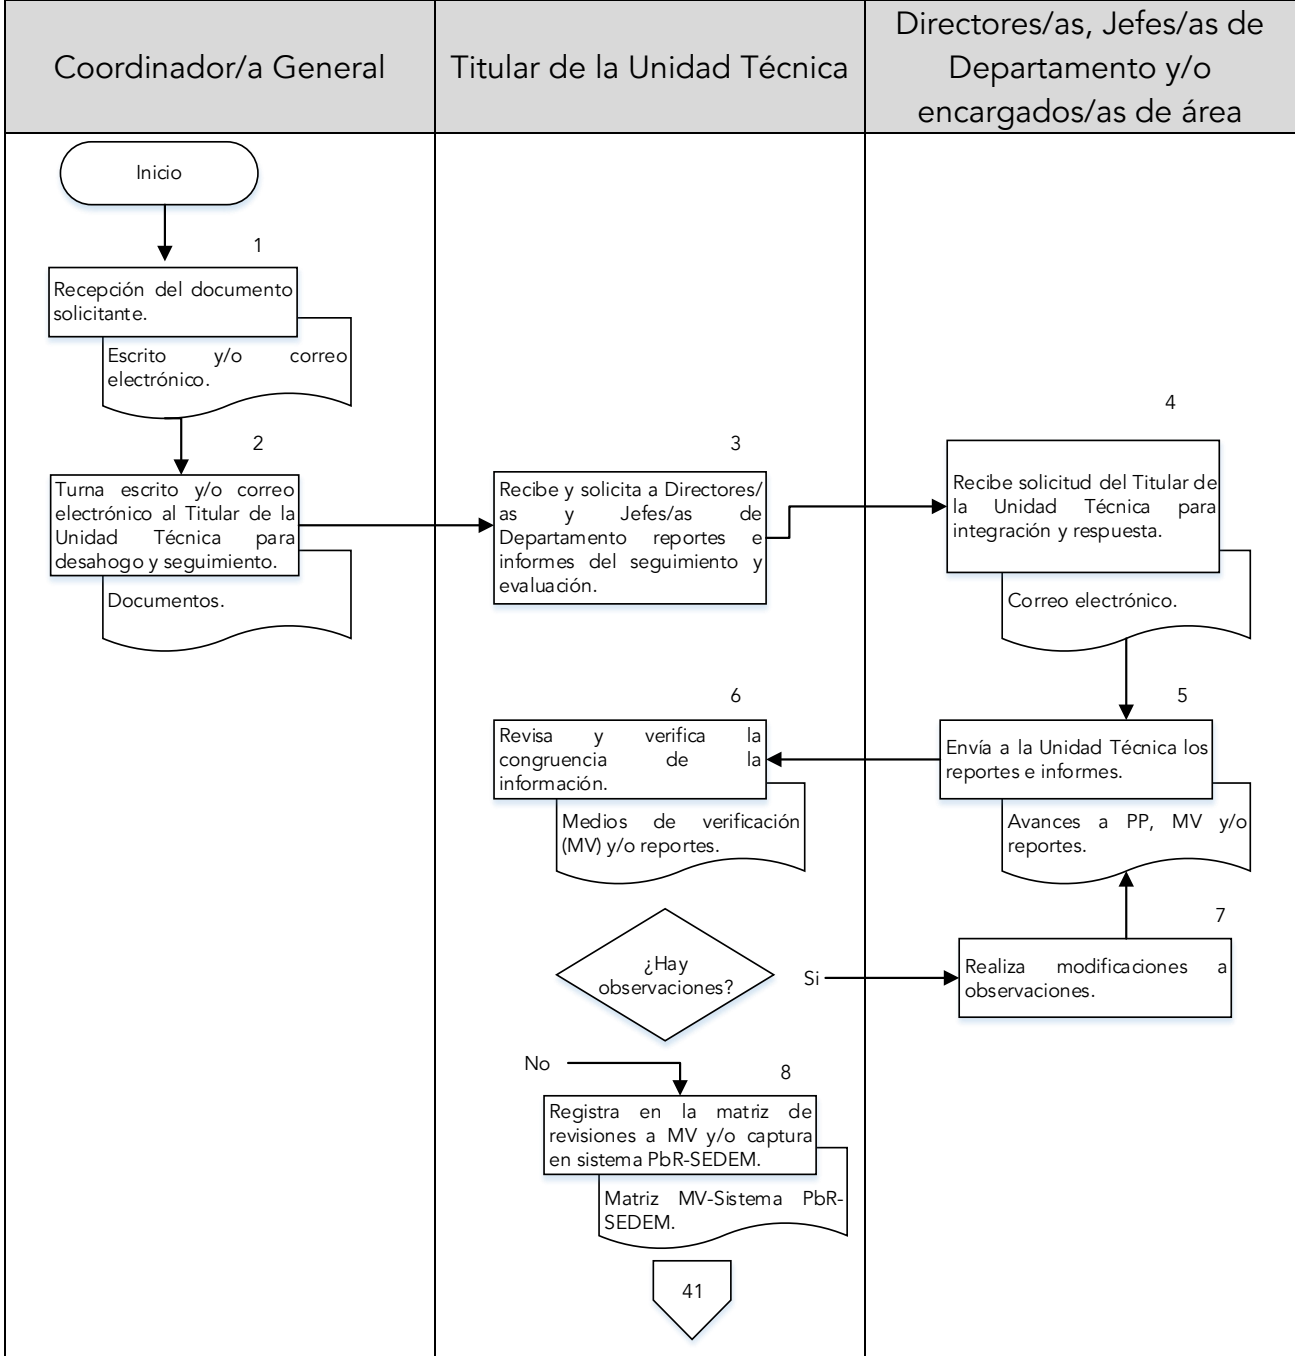 Coordinador/a General
Titular de la Unidad Técnica
Directores/as, Jefes/as de
Departamento y/o
encargados/as de área
Inicio
1
Recepción del documento
solicitante.
Escrito y/o correo
electrónico.
2
Turna escrito y/o correo
electrónico al Titular de la
Unidad Técnica para
desahogo y seguimiento.
Documentos.
3
Recibe y solicita a Directores/
as y Jefes/as de
Departamento reportes e
informes del seguimiento y
evaluación.
4
Recibe solicitud del Titular de
la Unidad Técnica para
integración y respuesta.
Correo electrónico.
5
Envía a la Unidad Técnica los
reportes e informes.
Avances a PP, MV y/o
reportes.
6
Revisa y verifica la
congruencia de la
información.
Medios de verificación
(MV) y/o reportes.
¿Hay
observaciones?
Si
7
Realiza modificaciones a
observaciones.
No
8
Registra en la matriz de
revisiones a MV y/o captura
en sistema PbR-SEDEM.
Matriz MV-Sistema PbR-
SEDEM.
41